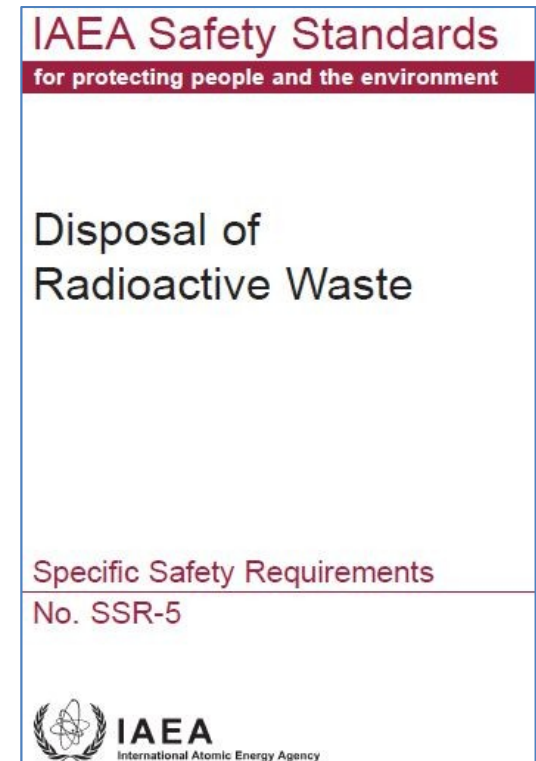 IAEA Safety Standards
for protecting people and the environment
Disposal of
Radioactive Waste
Specific Safety Requirements
No. SSR-5
IAEA
International Atomic Energy Agency